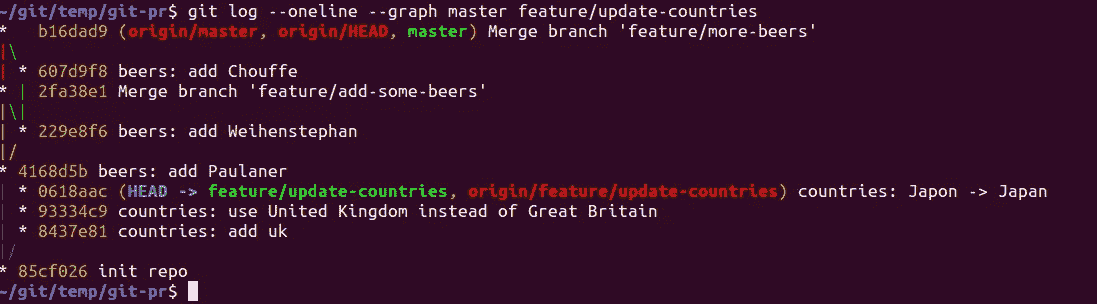 ~/git/temp/git-pr$ git log --oneline --graph master feature/update-countries
*   b16dad9 (origin/master, origin/HEAD, master) Merge branch 'feature/more-beers'
|\
| * 607d9f8 beers: add Chouffe
* | 2fa38e1 Merge branch 'feature/add-some-beers'
|\|
| * 229e8f6 beers: add Weihenstephan
|/
* 4168d5b beers: add Paulaner
| * 0618aac (HEAD -> feature/update-countries, origin/feature/update-countries) countries: Japon -> Japan
| * 93334c9 countries: use United Kingdom instead of Great Britain
| * 8437e81 countries: add uk
|/
* 85cf026 init repo
~/git/temp/git-pr$